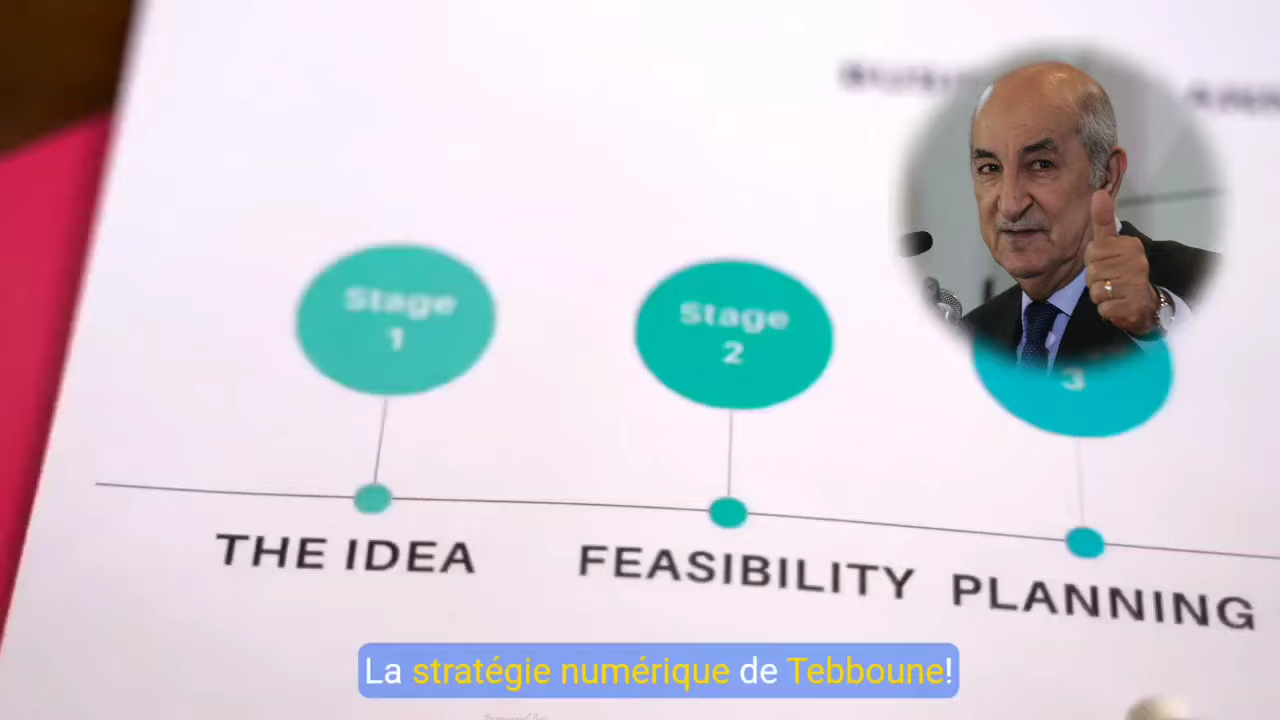 Stage
1
Stage
2
3
THE IDEA
FEASIBILITY
PLANNING
La stratégie numérique de Tebboune!